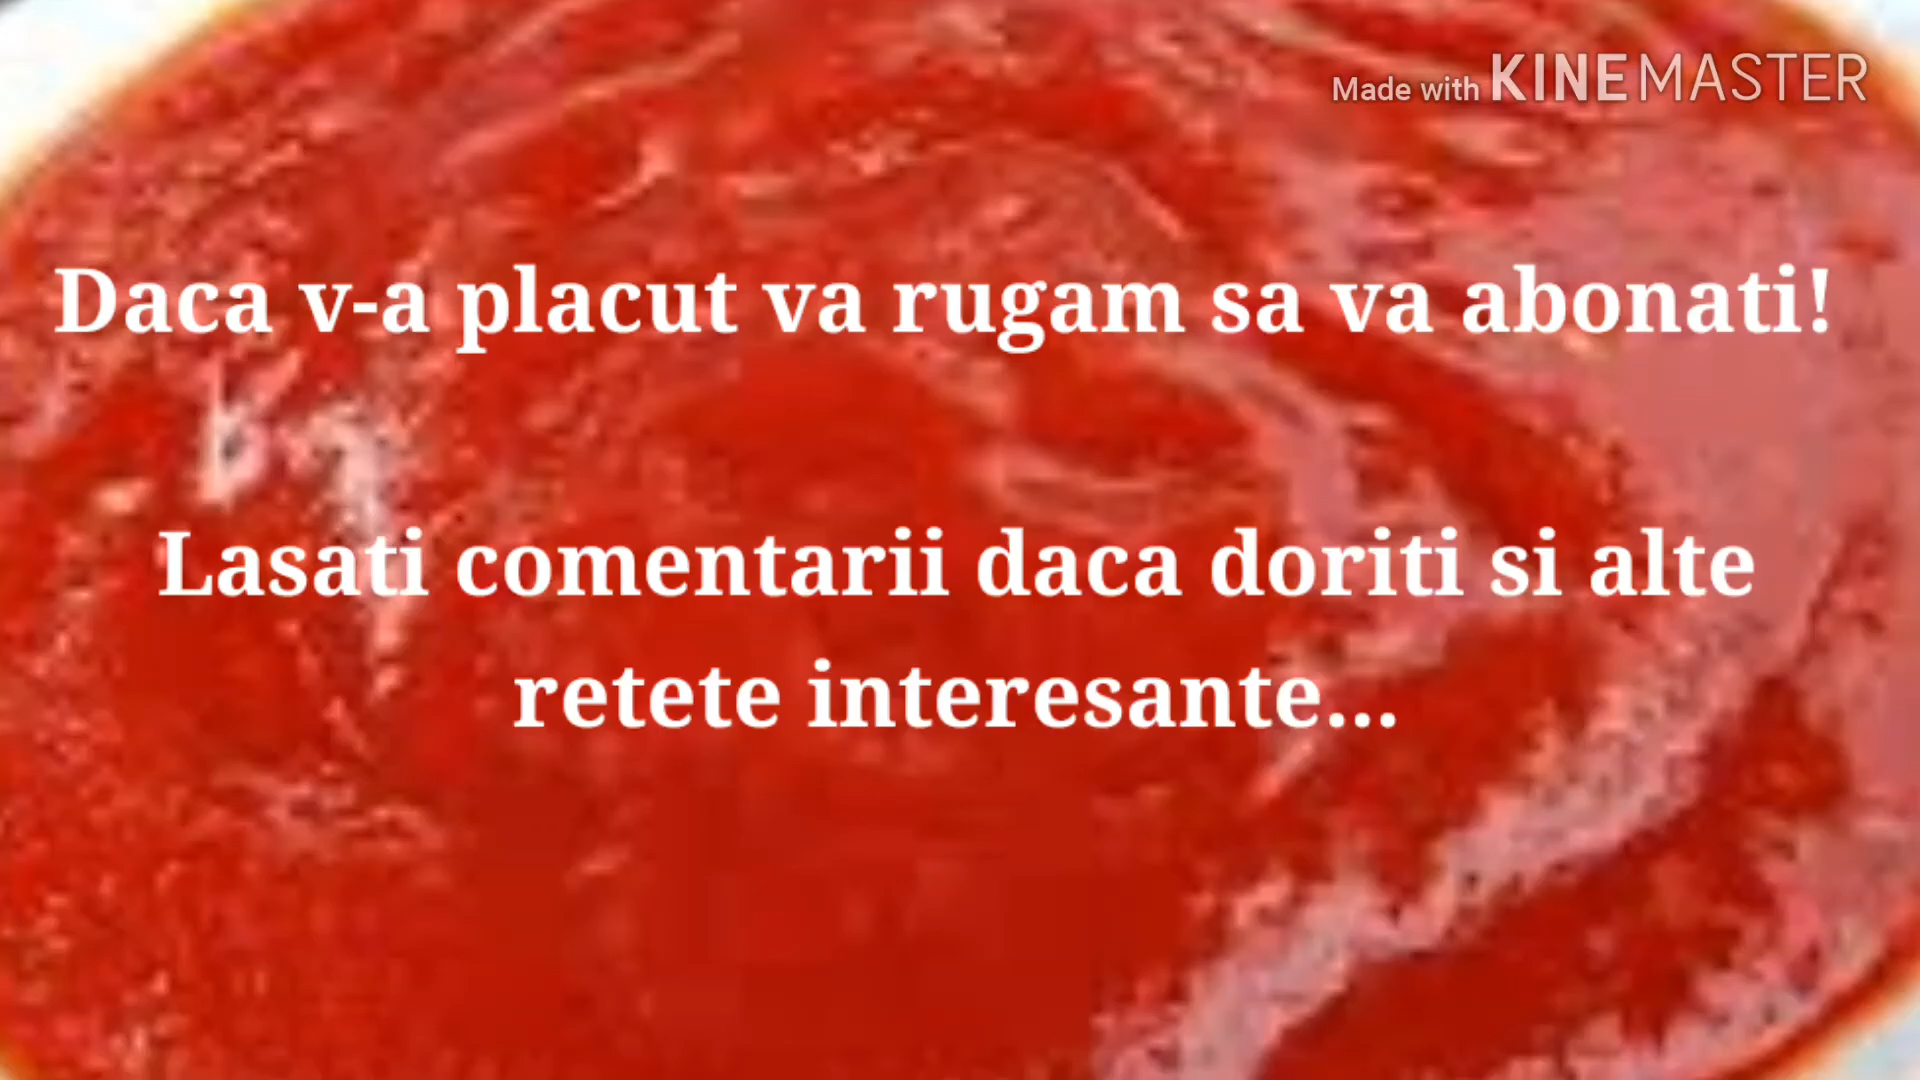 Made with KINEMASTER
Daca v-a placut va rugam sa va abonati!
Lasati comentarii daca doriti si alte
retete interesante...